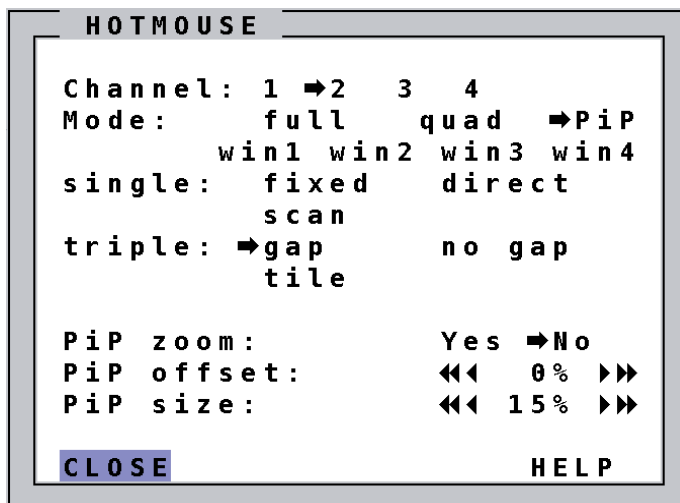 HOTMOUSE
Channel: 1 ➡2 3 4
Mode: full quad ➡PiP
win1 win2 win3 win4
single: fixed direct
scan
triple: ➡gap no gap
tile
PiP zoom: Yes ➡No
PiP offset: 0%
PiP size: 15%
CLOSE HELP